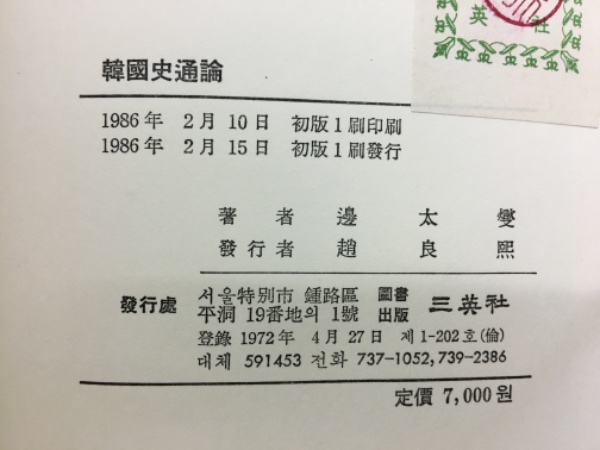 英 社
韓國史通論
1986年 2月 10日 初版 1 刷印刷
1986年 2月 15日 初版 1 刷發行
著者 邊太燮
發行者 趙良熙
發行處 서울特別市 鍾路區 圖書 三英社
平洞 19番地의 1號 出版
登錄 1972年 4月 27日 제 1-202호(倫)
대체 591453 전화 737-1052, 739-2386
定價 7,000원